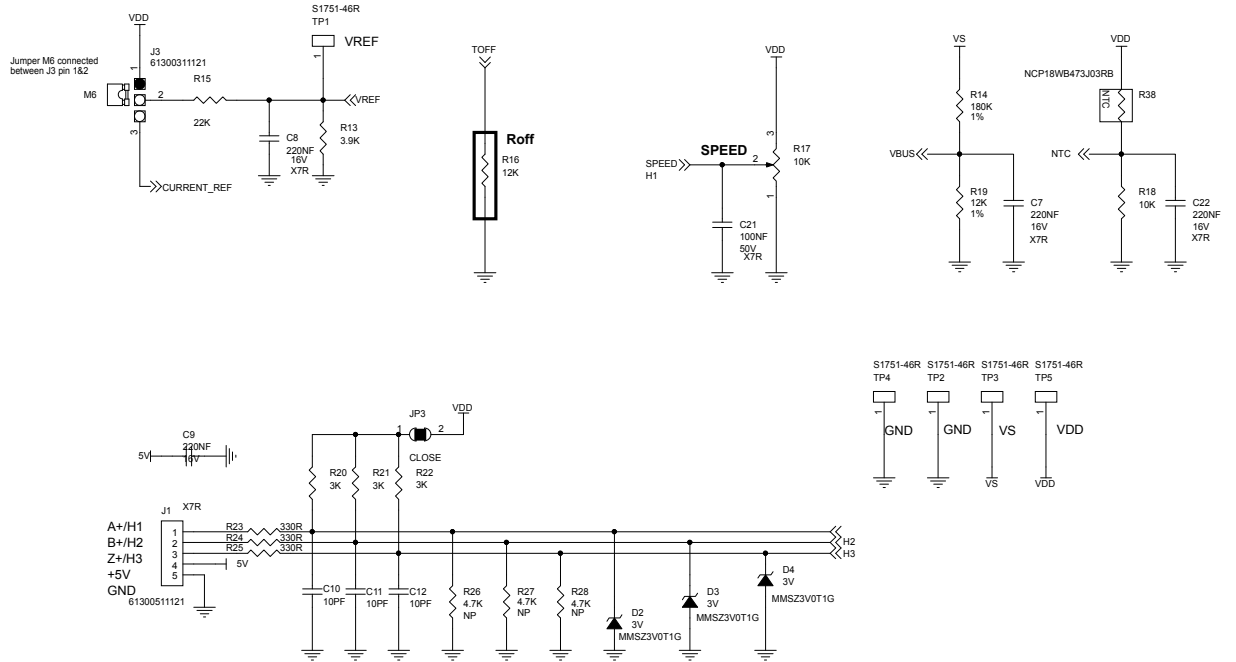 VDD
J3
61300311121
Jumper M6 connected
between J3 pin 1&2
M6
1
2
3
R15
22K
CURRENT_REF
S1751-46R
TP1
1
VREF
VREF
C8
220NF
16V
X7R
R13
3.9K
TOFF
Roff
R16
12K
VDD
SPEED
SPEED
H1
2
3
1
R17
10K
C21
100NF
50V
X7R
VS
R14
180K
1%
VBUS
R19
12K
1%
C7
220NF
16V
X7R
VDD
NCP18WB473J03RB
NTC
R38
NTC
R18
10K
C22
220NF
16V
X7R
S1751-46R
TP4
1
GND
S1751-46R
TP2
1
GND
S1751-46R
TP3
1
VS
VS
S1751-46R
TP5
1
VDD
VDD
C9
220NF
16V
5V
X7R
JP3
1
2
VDD
CLOSE
R20
3K
R21
3K
R22
3K
J1
A+/H1
B+/H2
Z+/H3
+5V
GND
1
2
3
4
5
61300511121
R23
330R
R24
330R
R25
330R
5V
H2
H3
C10
10PF
C11
10PF
C12
10PF
R26
4.7K
NP
R27
4.7K
NP
R28
4.7K
NP
D2
3V
MMSZ3V0T1G
D3
3V
MMSZ3V0T1G
D4
3V
MMSZ3V0T1G